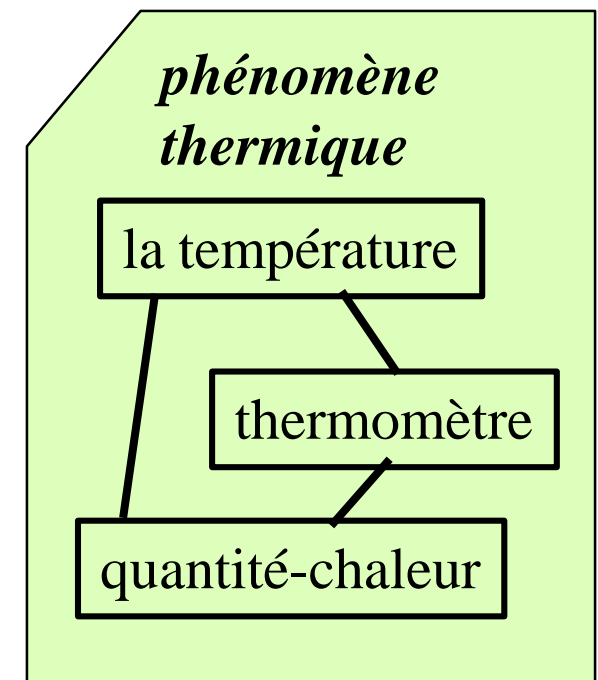 phénomène
thermique
la température
thermomètre
quantité-chaleur